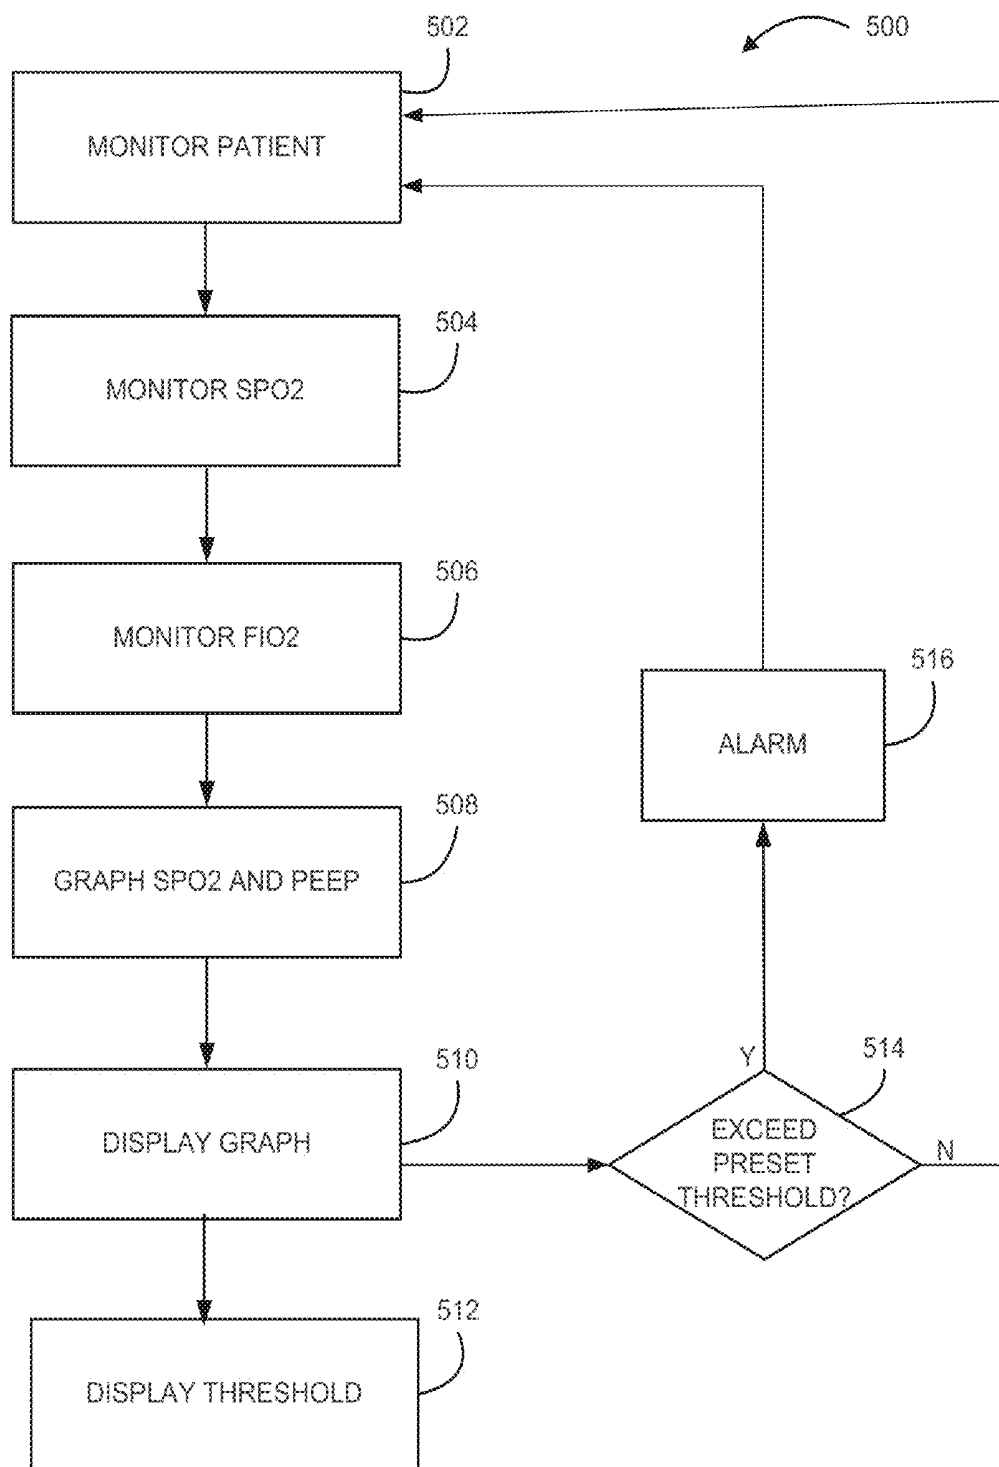 500
502
MONITOR PATIENT
504
MONITOR SPO2
506
MONITOR FIO2
508
GRAPH SPO2 AND PEEP
510
DISPLAY GRAPH
512
DISPLAY THRESHOLD
514
EXCEED
PRESET
THRESHOLD?
Y
N
516
ALARM